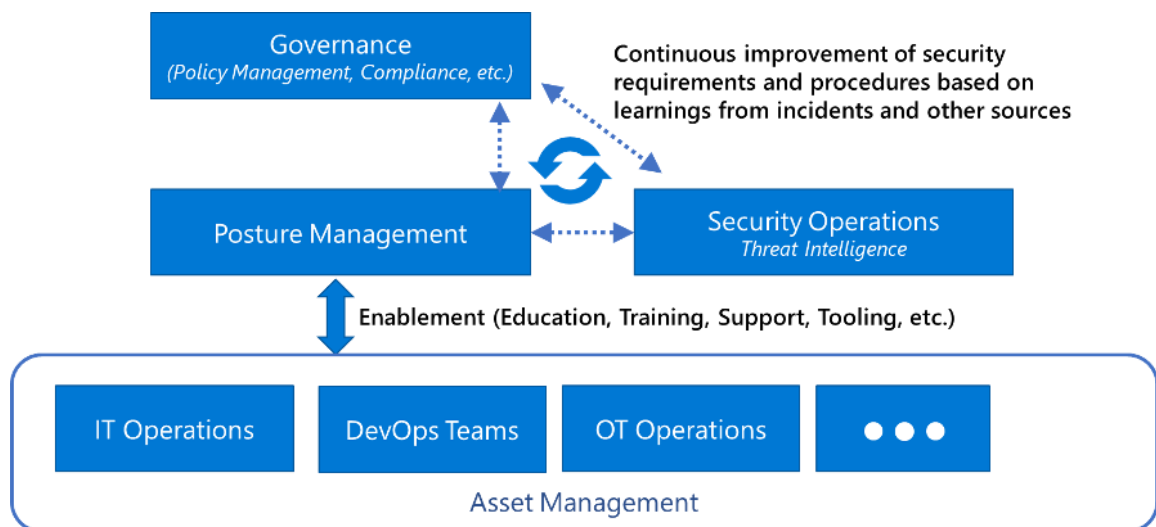 Governance
(Policy Management, Compliance, etc.)
Continuous improvement of security
requirements and procedures based on
learnings from incidents and other sources
Posture Management
Security Operations
Threat Intelligence
Enablement (Education, Training, Support, Tooling, etc.)
IT Operations
DevOps Teams
OT Operations
Asset Management